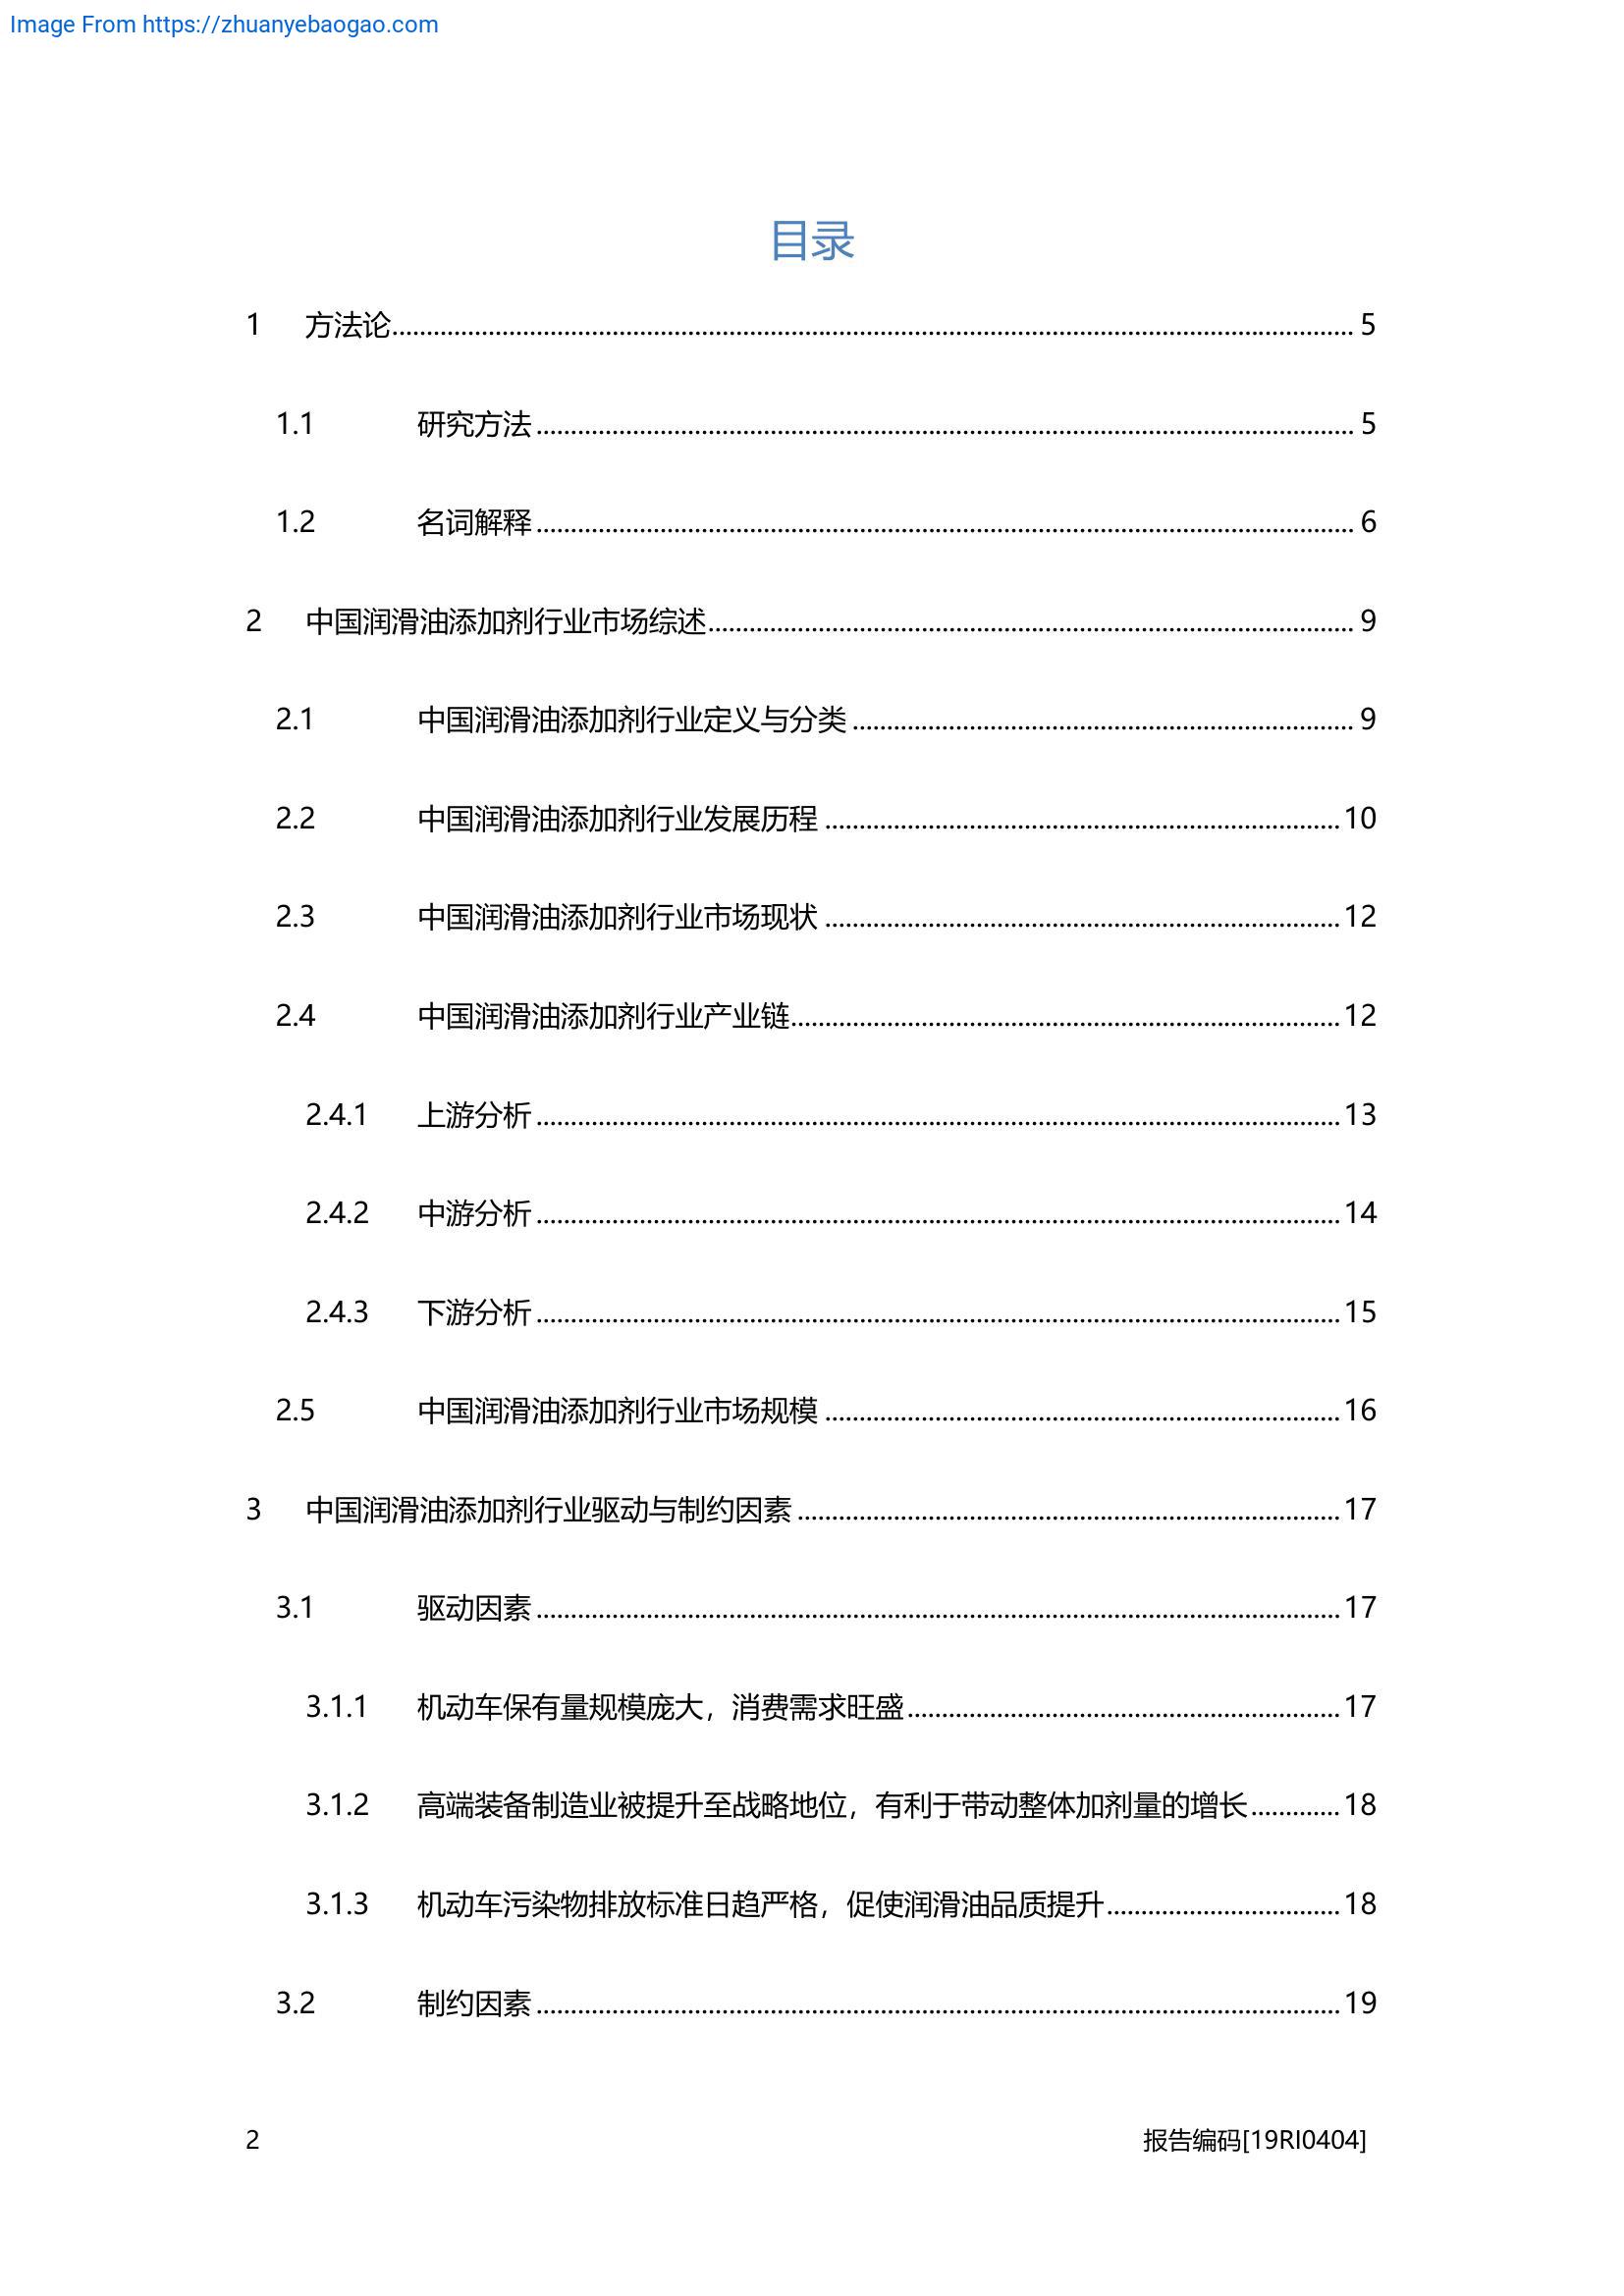 Image From https://zhuanyebaogao.com
目录
1 方法论 5
1.1 研究方法 5
1.2 名词解释 6
2 中国润滑油添加剂行业市场综述 9
2.1 中国润滑油添加剂行业定义与分类 9
2.2 中国润滑油添加剂行业发展历程 10
2.3 中国润滑油添加剂行业市场现状 12
2.4 中国润滑油添加剂行业产业链 12
2.4.1 上游分析 13
2.4.2 中游分析 14
2.4.3 下游分析 15
2.5 中国润滑油添加剂行业市场规模 16
3 中国润滑油添加剂行业驱动与制约因素 17
3.1 驱动因素 17
3.1.1 机动车保有量规模庞大，消费需求旺盛 17
3.1.2 高端装备制造业被提升至战略地位，有利于带动整体加剂量的增长 18
3.1.3 机动车污染物排放标准日趋严格，促使润滑油品质提升 18
3.2 制约因素 19
2 报告编码[19RI0404]